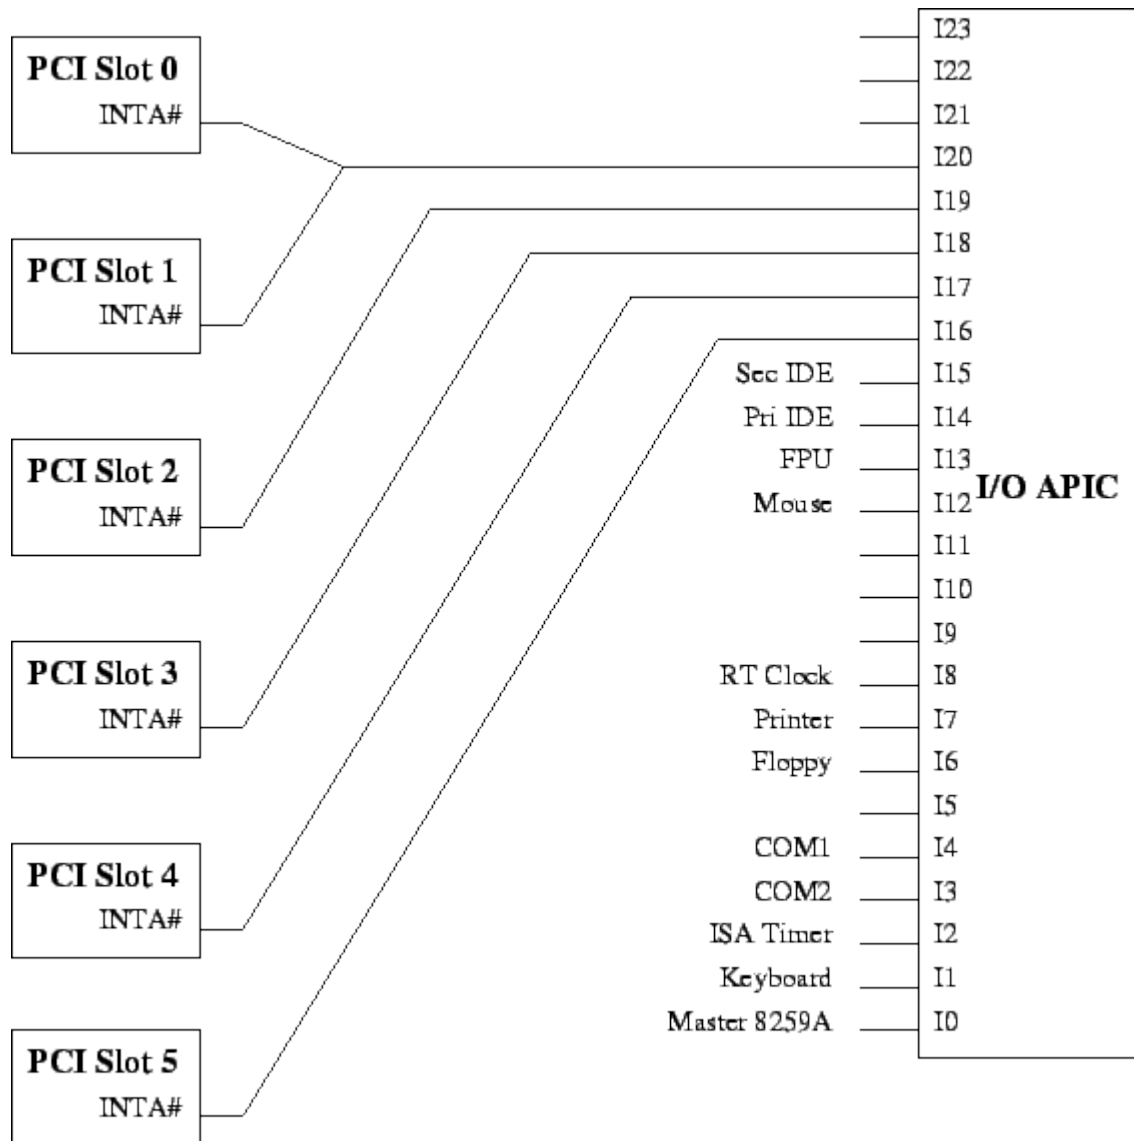 PCI Slot 0
INTA#
PCI Slot 1
INTA#
PCI Slot 2
INTA#
PCI Slot 3
INTA#
PCI Slot 4
INTA#
PCI Slot 5
INTA#
I23
I22
I21
I20
I19
I18
I17
I16
Sec IDE I15
Pri IDE I14
FPU I13
I/O APIC
Mouse I12
I11
I10
I9
RT Clock I8
Printer I7
Floppy I6
I5
COM1 I4
COM2 I3
ISA Timer I2
Keyboard I1
Master 8259A I0